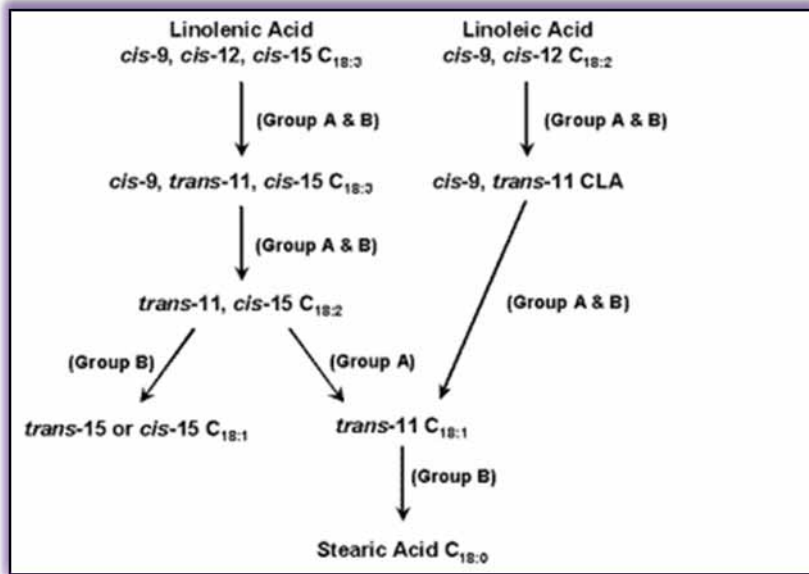 Linolenic Acid Linoleic Acid
cis-9, cis-12, cis-15 C18:3 cis-9, cis-12 C18:2
(Group A & B) (Group A & B)
cis-9, trans-11, cis-15 C18:3 cis-9, trans-11 CLA
(Group A & B)
trans-11, cis-15 C18:2 (Group A & B)
(Group B) (Group A)
trans-15 or cis-15 C18:1 trans-11 C18:1
(Group B)
Stearic Acid C18:0